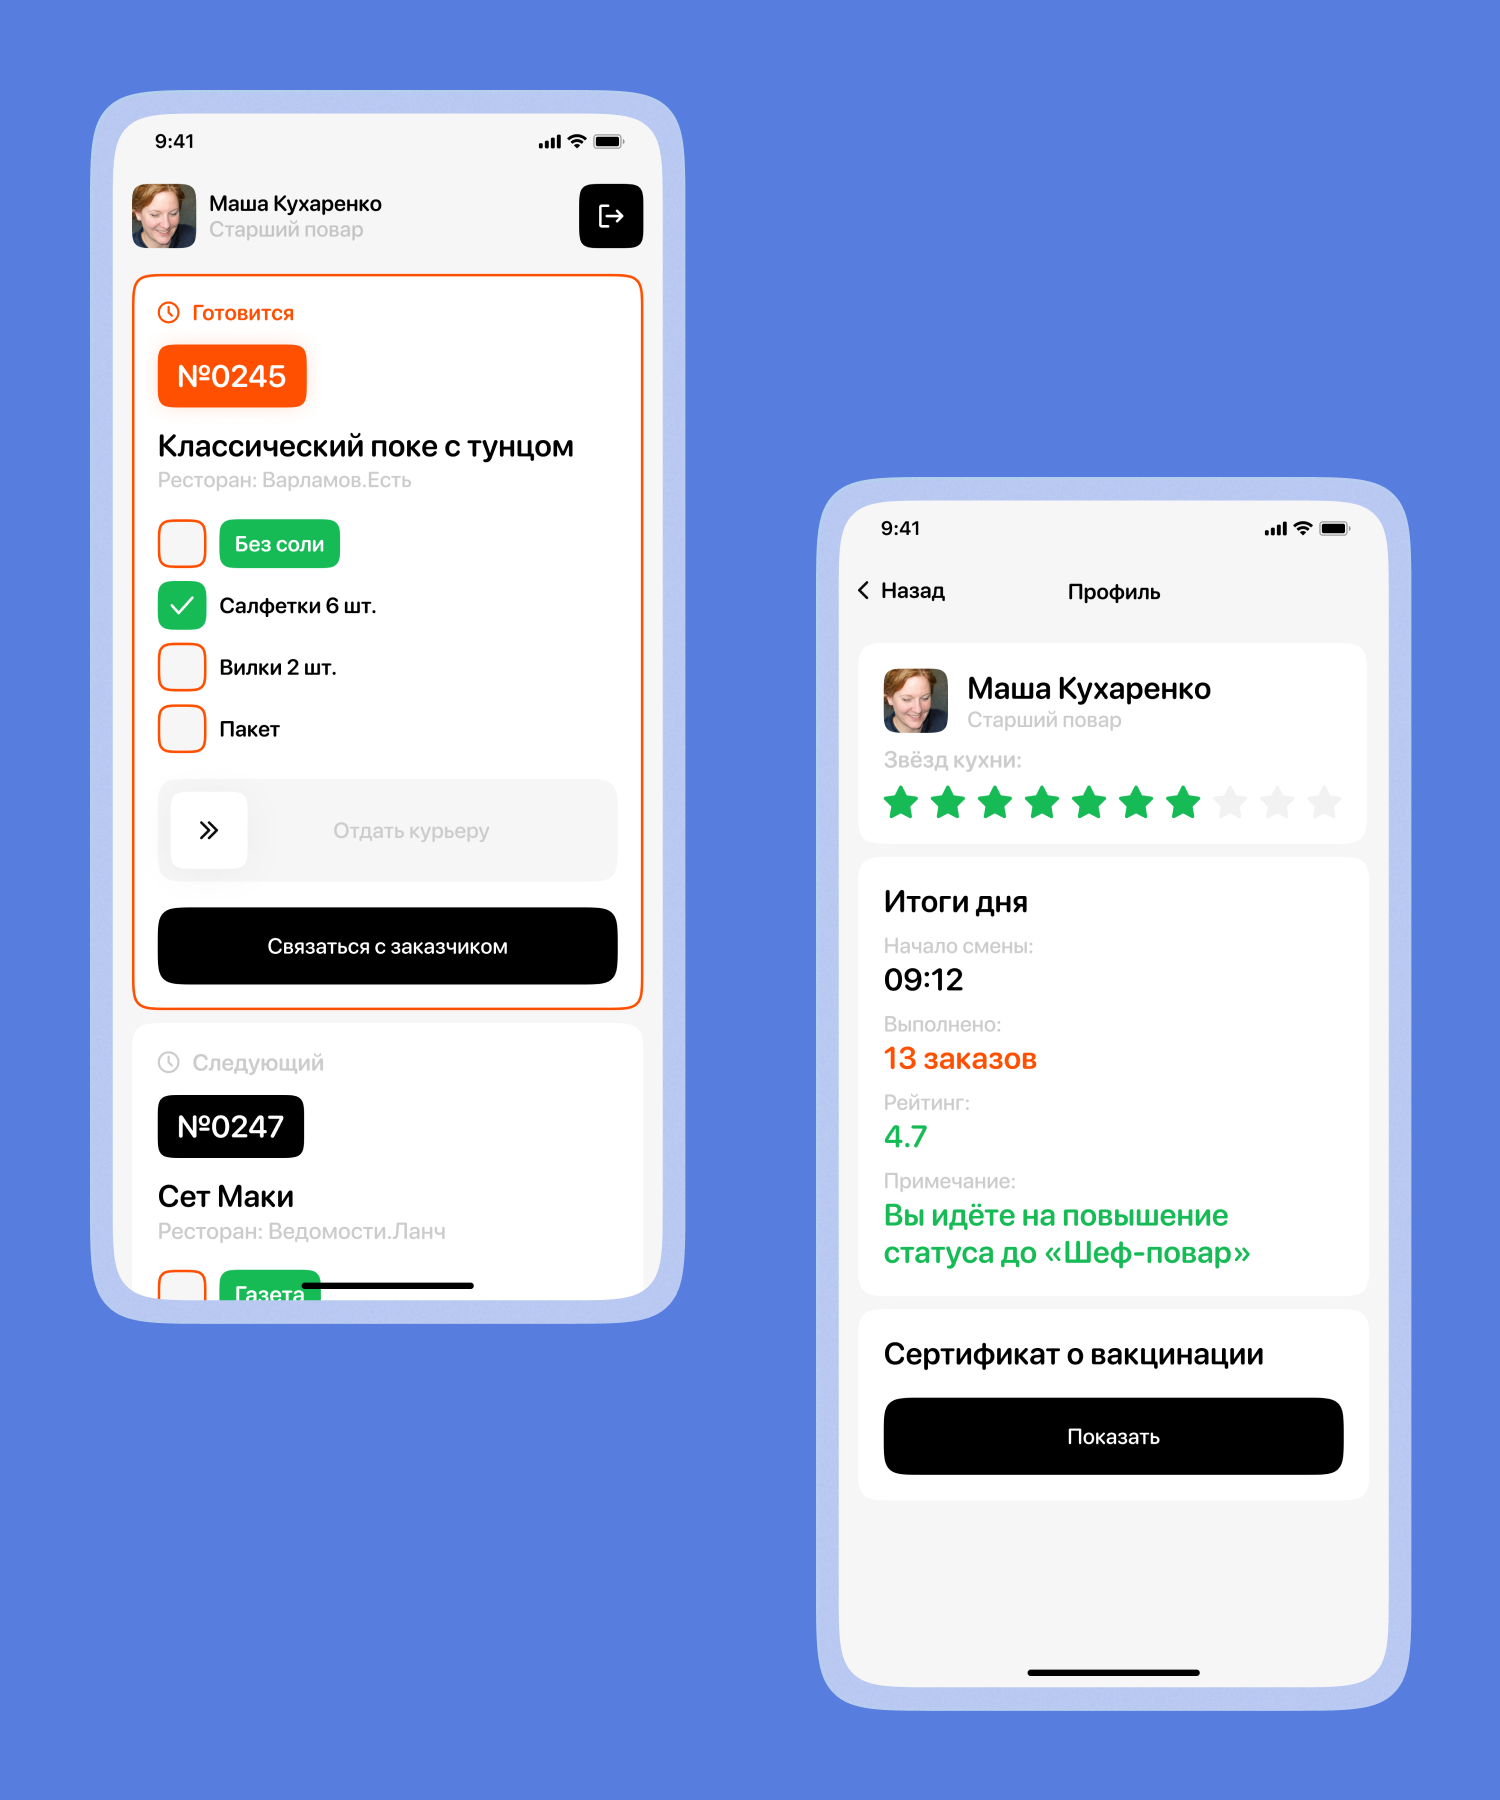 9:41
Маша Кухаренко
Старший повар
Готовится
№0245
Классический поке с тунцом
Ресторан: Варламов.Есть
Без соли
Салфетки 6 шт.
Вилки 2 шт.
Пакет
Отдать курьеру
Связаться с заказчиком
Следующий
№0247
Сет Маки
Ресторан: Ведомости.Ланч
Газета
9:41
Назад
Профиль
Маша Кухаренко
Старший повар
Звёзд кухни:
Итоги дня
Начало смены:
09:12
Выполнено:
13 заказов
Рейтинг:
4.7
Примечание:
Вы идёте на повышение
статуса до «Шеф-повар»
Сертификат о вакцинации
Показать